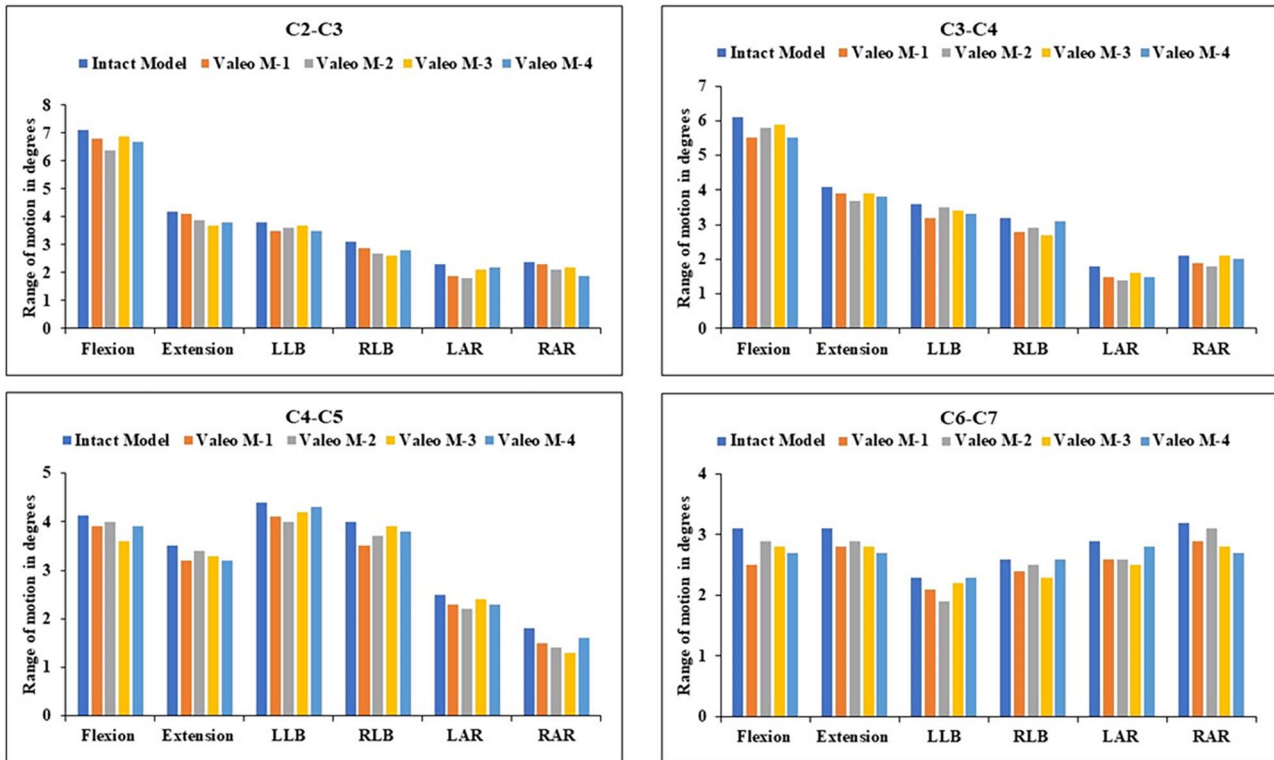 C2-C3
Intact Model Valeo M-1 Valeo M-2 Valeo M-3 Valeo M-4
Range of motion in degrees
8
7
6
5
4
3
2
1
0
Flexion Extension LLB RLB LAR RAR
C3-C4
Intact Model Valeo M-1 Valeo M-2 Valeo M-3 Valeo M-4
Range of motion in degrees
7
6
5
4
3
2
1
0
Flexion Extension LLB RLB LAR RAR
C4-C5
Intact Model Valeo M-1 Valeo M-2 Valeo M-3 Valeo M-4
Range of motion in degrees
5
4
3
2
1
0
Flexion Extension LLB RLB LAR RAR
C6-C7
Intact Model Valeo M-1 Valeo M-2 Valeo M-3 Valeo M-4
Range of motion in degrees
4
3
2
1
0
Flexion Extension LLB RLB LAR RAR